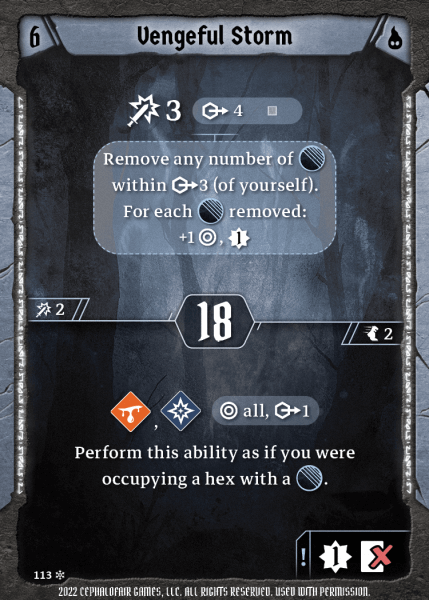 6 Vengeful Storm
3 4
Remove any number of
within 3 (of yourself).
For each removed:
+1 , 1
2
18
2
, all, 1
Perform this ability as if you were
occupying a hex with a .
! 1 X
113
2022 CEPHALOFAIR GAMES, LLC. ALL RIGHTS RESERVED. USED WITH PERMISSION.